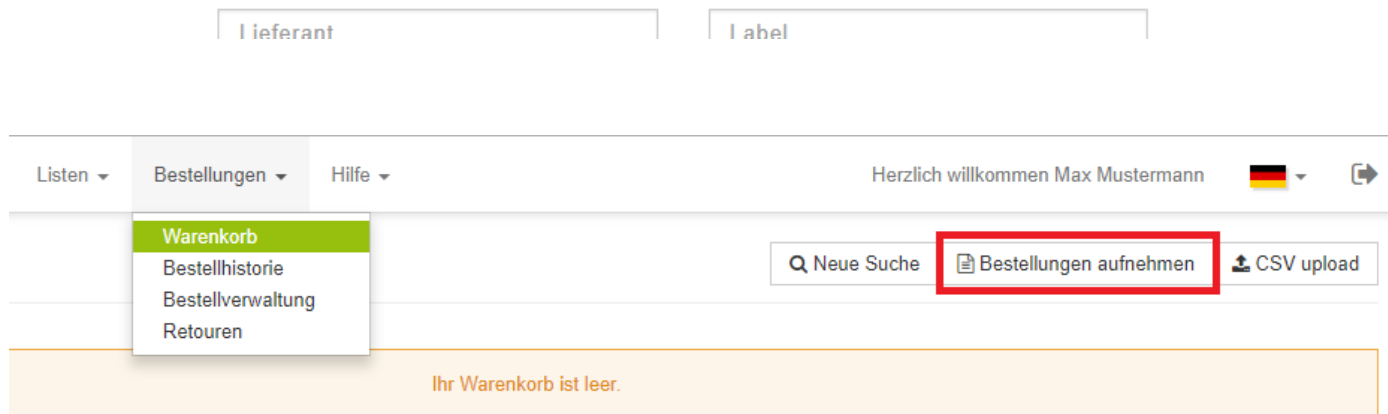 Lieferant Label
Listen Bestellungen Hilfe Herzlich willkommen Max Mustermann
Warenkorb
Neue Suche Bestellungen aufnehmen CSV upload
Bestellhistorie
Bestellverwaltung
Retouren
Ihr Warenkorb ist leer.